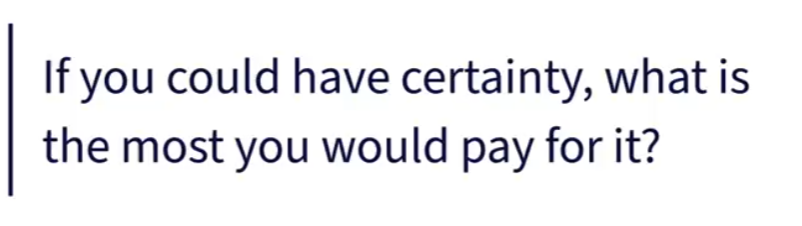 If you could have certainty, what is
the most you would pay for it?